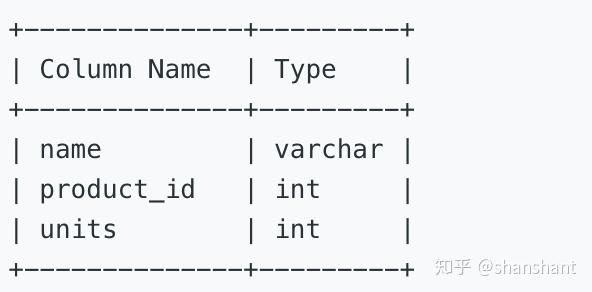 +--------------+---------+
| Column Name  | Type    |
+--------------+---------+
| name         | varchar |
| product_id   | int     |
| units        | int     |
+--------------+---------+
知乎 @shanshant